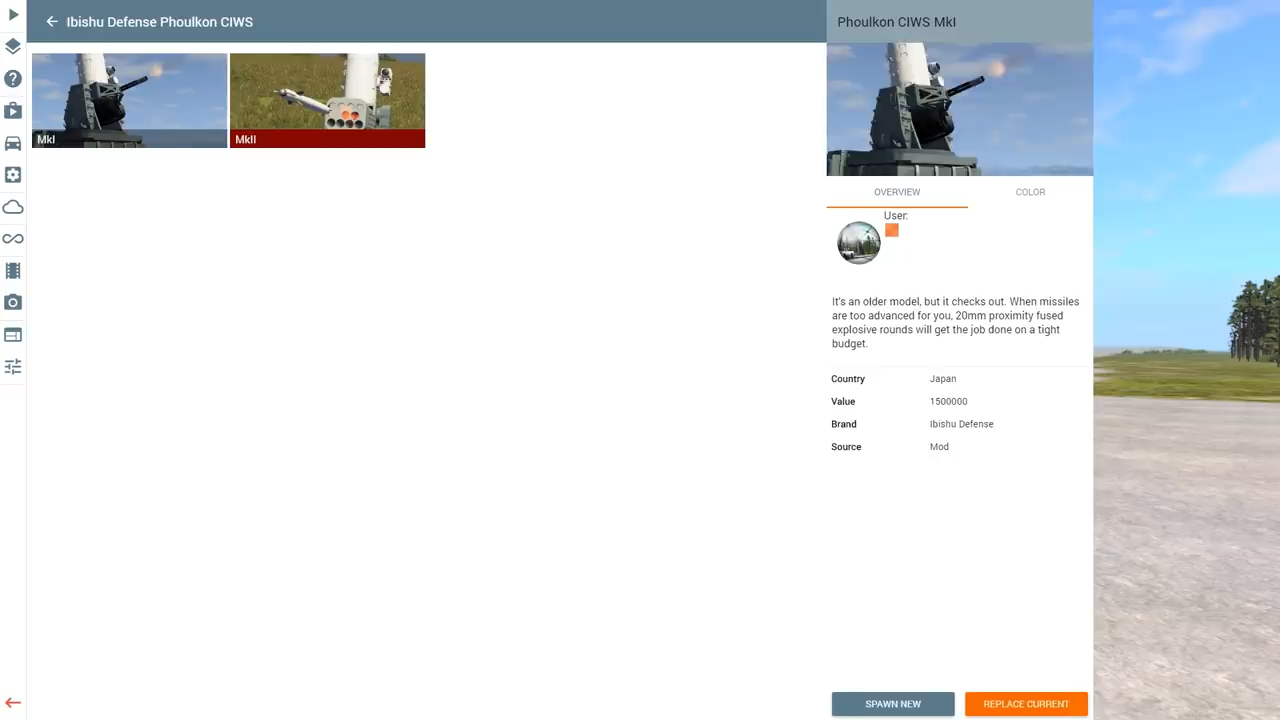 Ibishu Defense Phoulkon CIWS
MkI
MkII
Phoulkon CIWS MkI
OVERVIEW
COLOR
User:
It's an older model, but it checks out. When missiles
are too advanced for you, 20mm proximity fused
explosive rounds will get the job done on a tight
budget.
Country Japan
Value 1500000
Brand Ibishu Defense
Source Mod
SPAWN NEW
REPLACE CURRENT